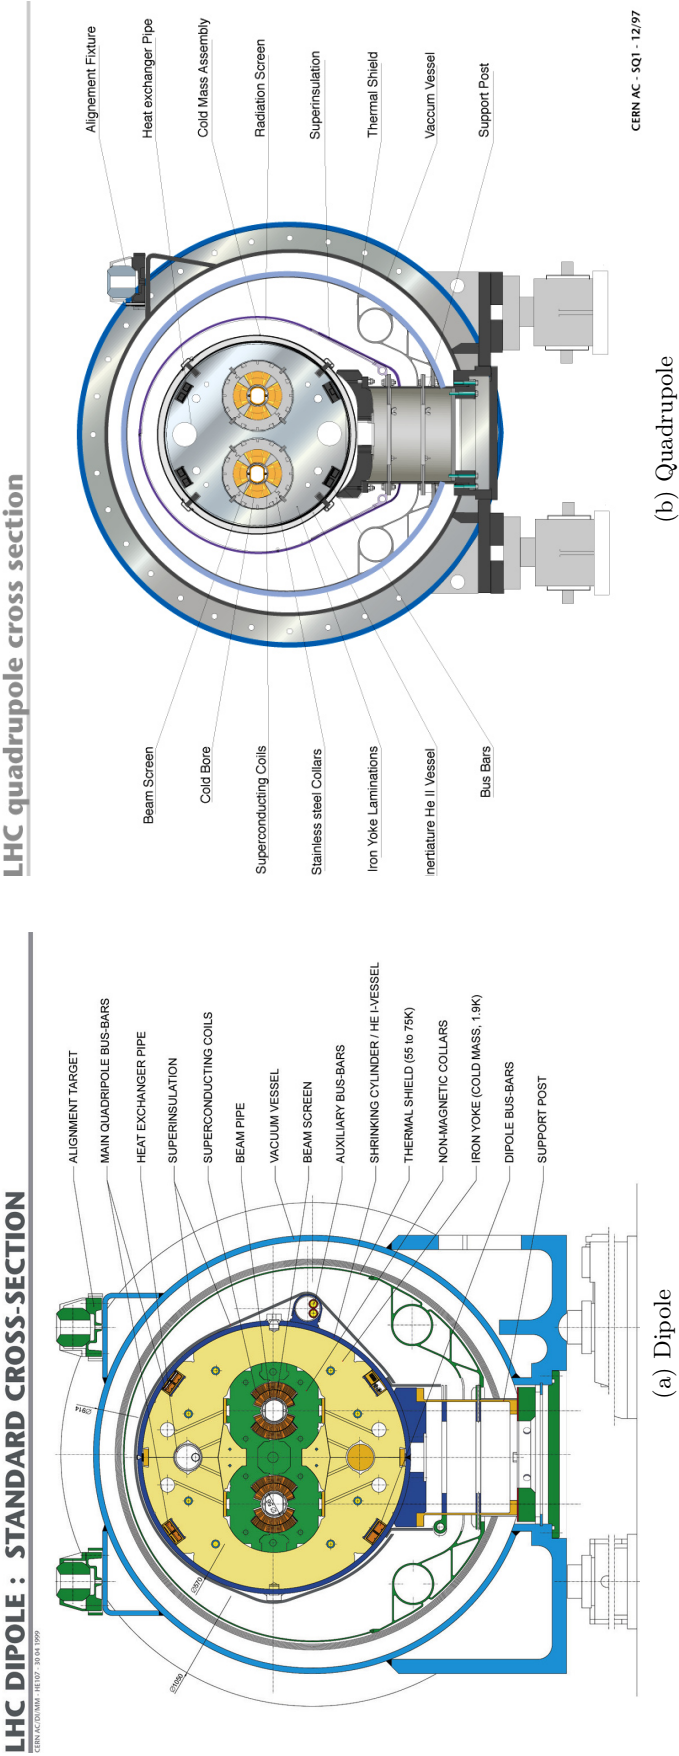 LHC quadrupole cross section
Alignement Fixture
Heat exchanger Pipe
Cold Mass Assembly
Radiation Screen
Superinsulation
Thermal Shield
Vaccum Vessel
Support Post
Beam Screen
Cold Bore
Superconducting Coils
Stainless steel Collars
Iron Yoke Laminations
Inertiature He II Vessel
Bus Bars
CERN AC - SQ1 - 12/97
(b) Quadrupole
LHC DIPOLE : STANDARD CROSS-SECTION
CERN AC/DI/MM - HE107 - 30 04 1999
ALIGNMENT TARGET
MAIN QUADRIPOLE BUS-BARS
HEAT EXCHANGER PIPE
SUPERINSULATION
SUPERCONDUCTING COILS
BEAM PIPE
VACUUM VESSEL
BEAM SCREEN
AUXILIARY BUS-BARS
SHRINKING CYLINDER / HE I-VESSEL
THERMAL SHIELD (55 to 75K)
NON-MAGNETIC COLLARS
IRON YOKE (COLD MASS, 1.9K)
DIPOLE BUS-BARS
SUPPORT POST
Ø914
Ø570
Ø1050
(a) Dipole